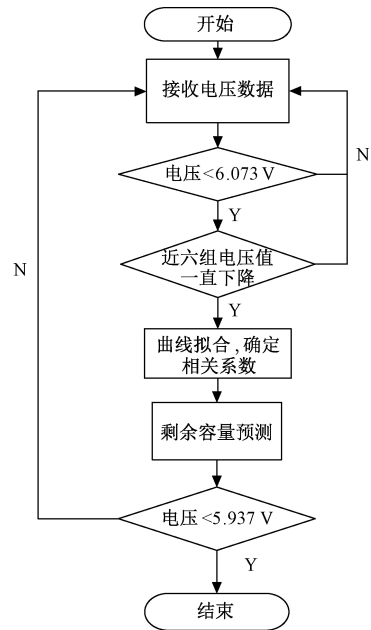 开始
接收电压数据
N
电压<6.073 V
Y
近六组电压值
一直下降
N
Y
曲线拟合,确定
相关系数
剩余容量预测
电压<5.937 V
Y
结束